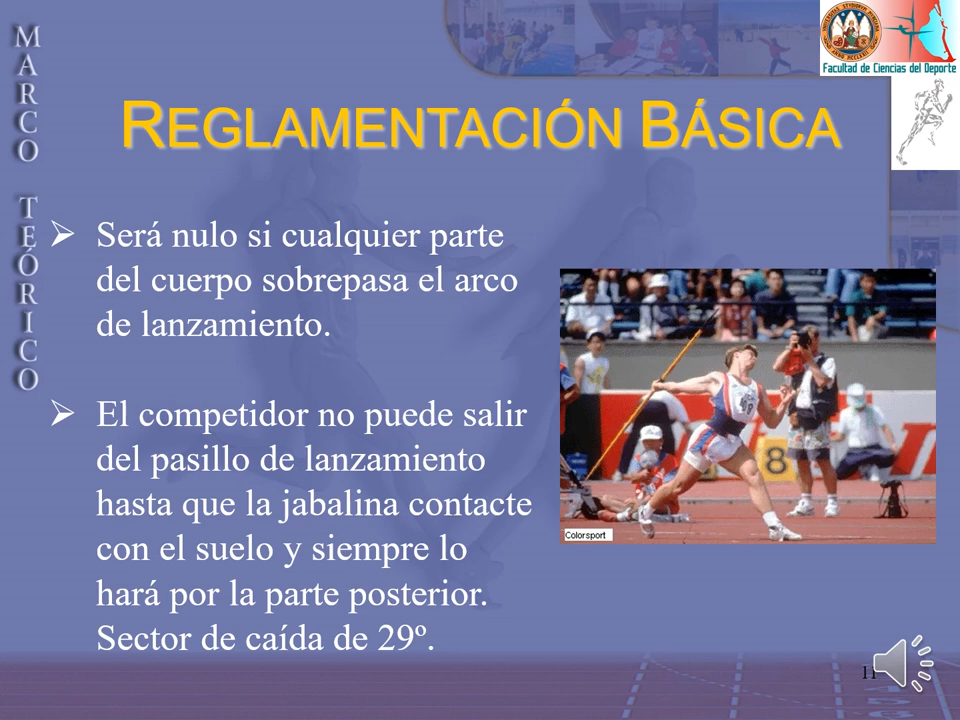 MARCO TEÓRICO
Facultad de Ciencias del Deporte
REGLAMENTACIÓN BÁSICA
Será nulo si cualquier parte
del cuerpo sobrepasa el arco
de lanzamiento.
El competidor no puede salir
del pasillo de lanzamiento
hasta que la jabalina contacte
con el suelo y siempre lo
hará por la parte posterior.
Sector de caída de 29º.
8
Colorsport
11